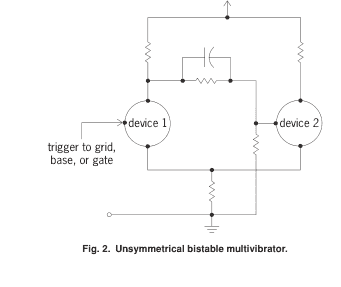 device 1
device 2
trigger to grid,
base, or gate
Fig. 2. Unsymmetrical bistable multivibrator.